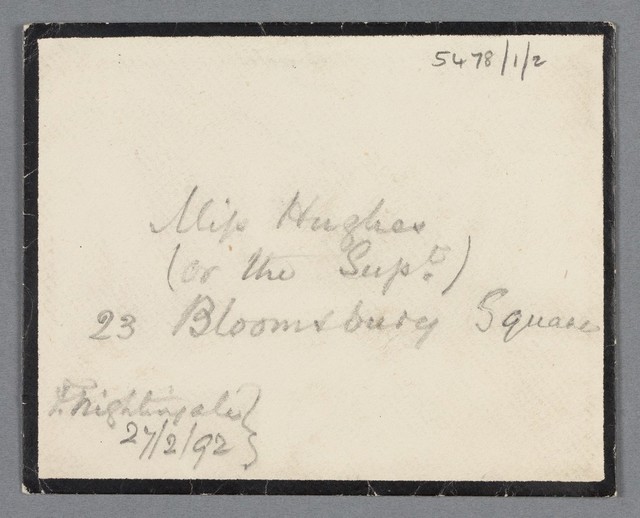 5478/1/2
Miss Hughes
(or the Supt.)
23 Bloomsbury Square
F. Nightingale
27/2/92